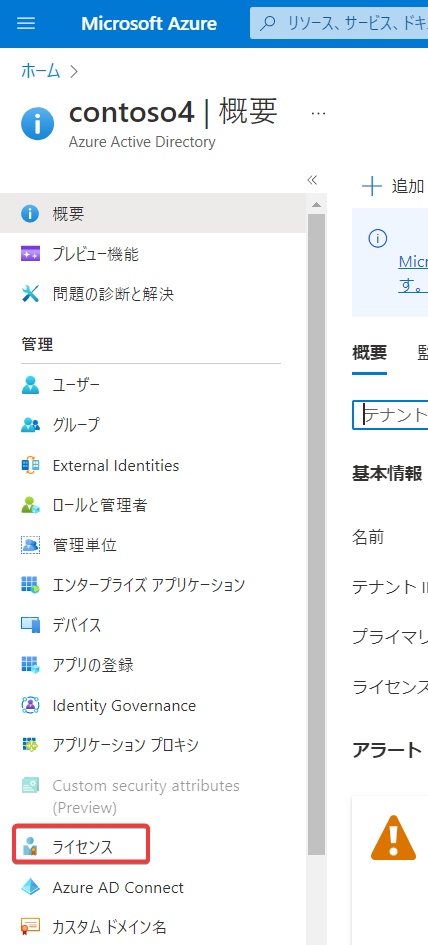 Microsoft Azure
リソース、サービス、ドキ
ホーム
contoso4 | 概要
Azure Active Directory
概要
プレビュー機能
問題の診断と解決
管理
ユーザー
グループ
External Identities
ロールと管理者
管理単位
エンタープライズ アプリケーション
デバイス
アプリの登録
Identity Governance
アプリケーション プロキシ
Custom security attributes
(Preview)
ライセンス
Azure AD Connect
カスタム ドメイン名
追加
Micr
す。
概要 監
テナント
基本情報
名前
テナント I
プライマリ
ライセンス
アラート